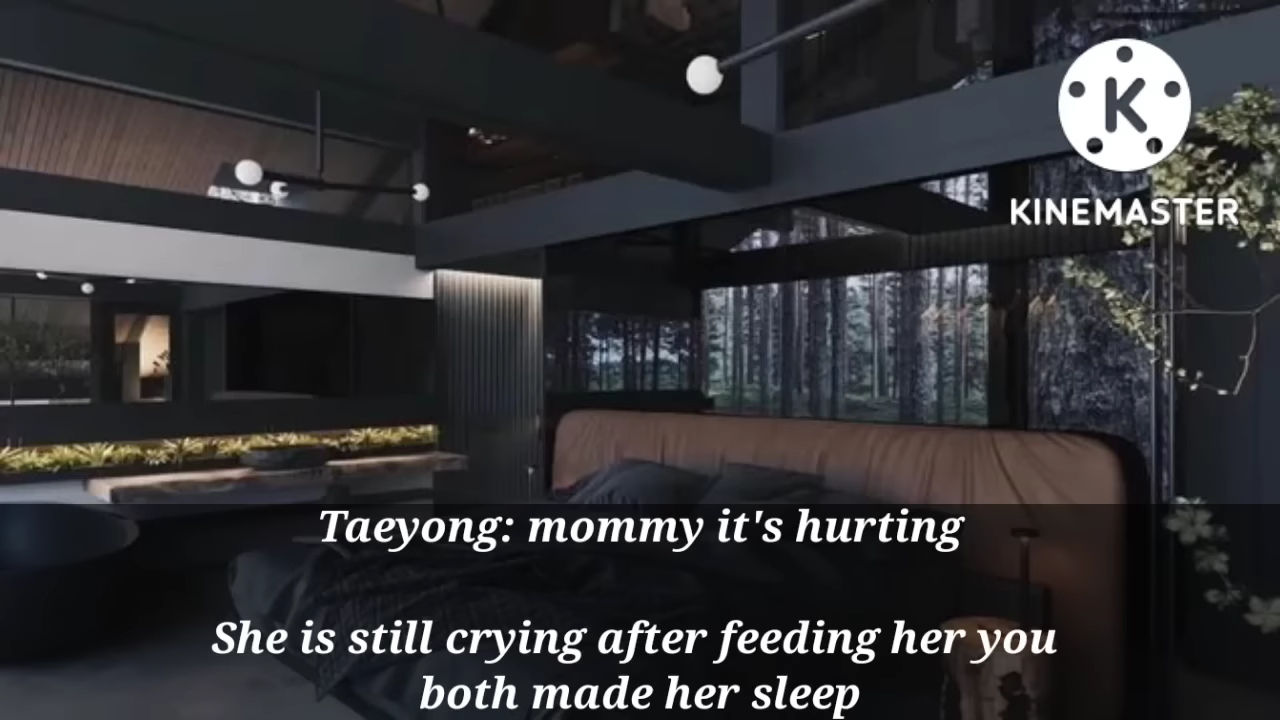 K
KINEMASTER
Taeyong: mommy it's hurting
She is still crying after feeding her you
both made her sleep